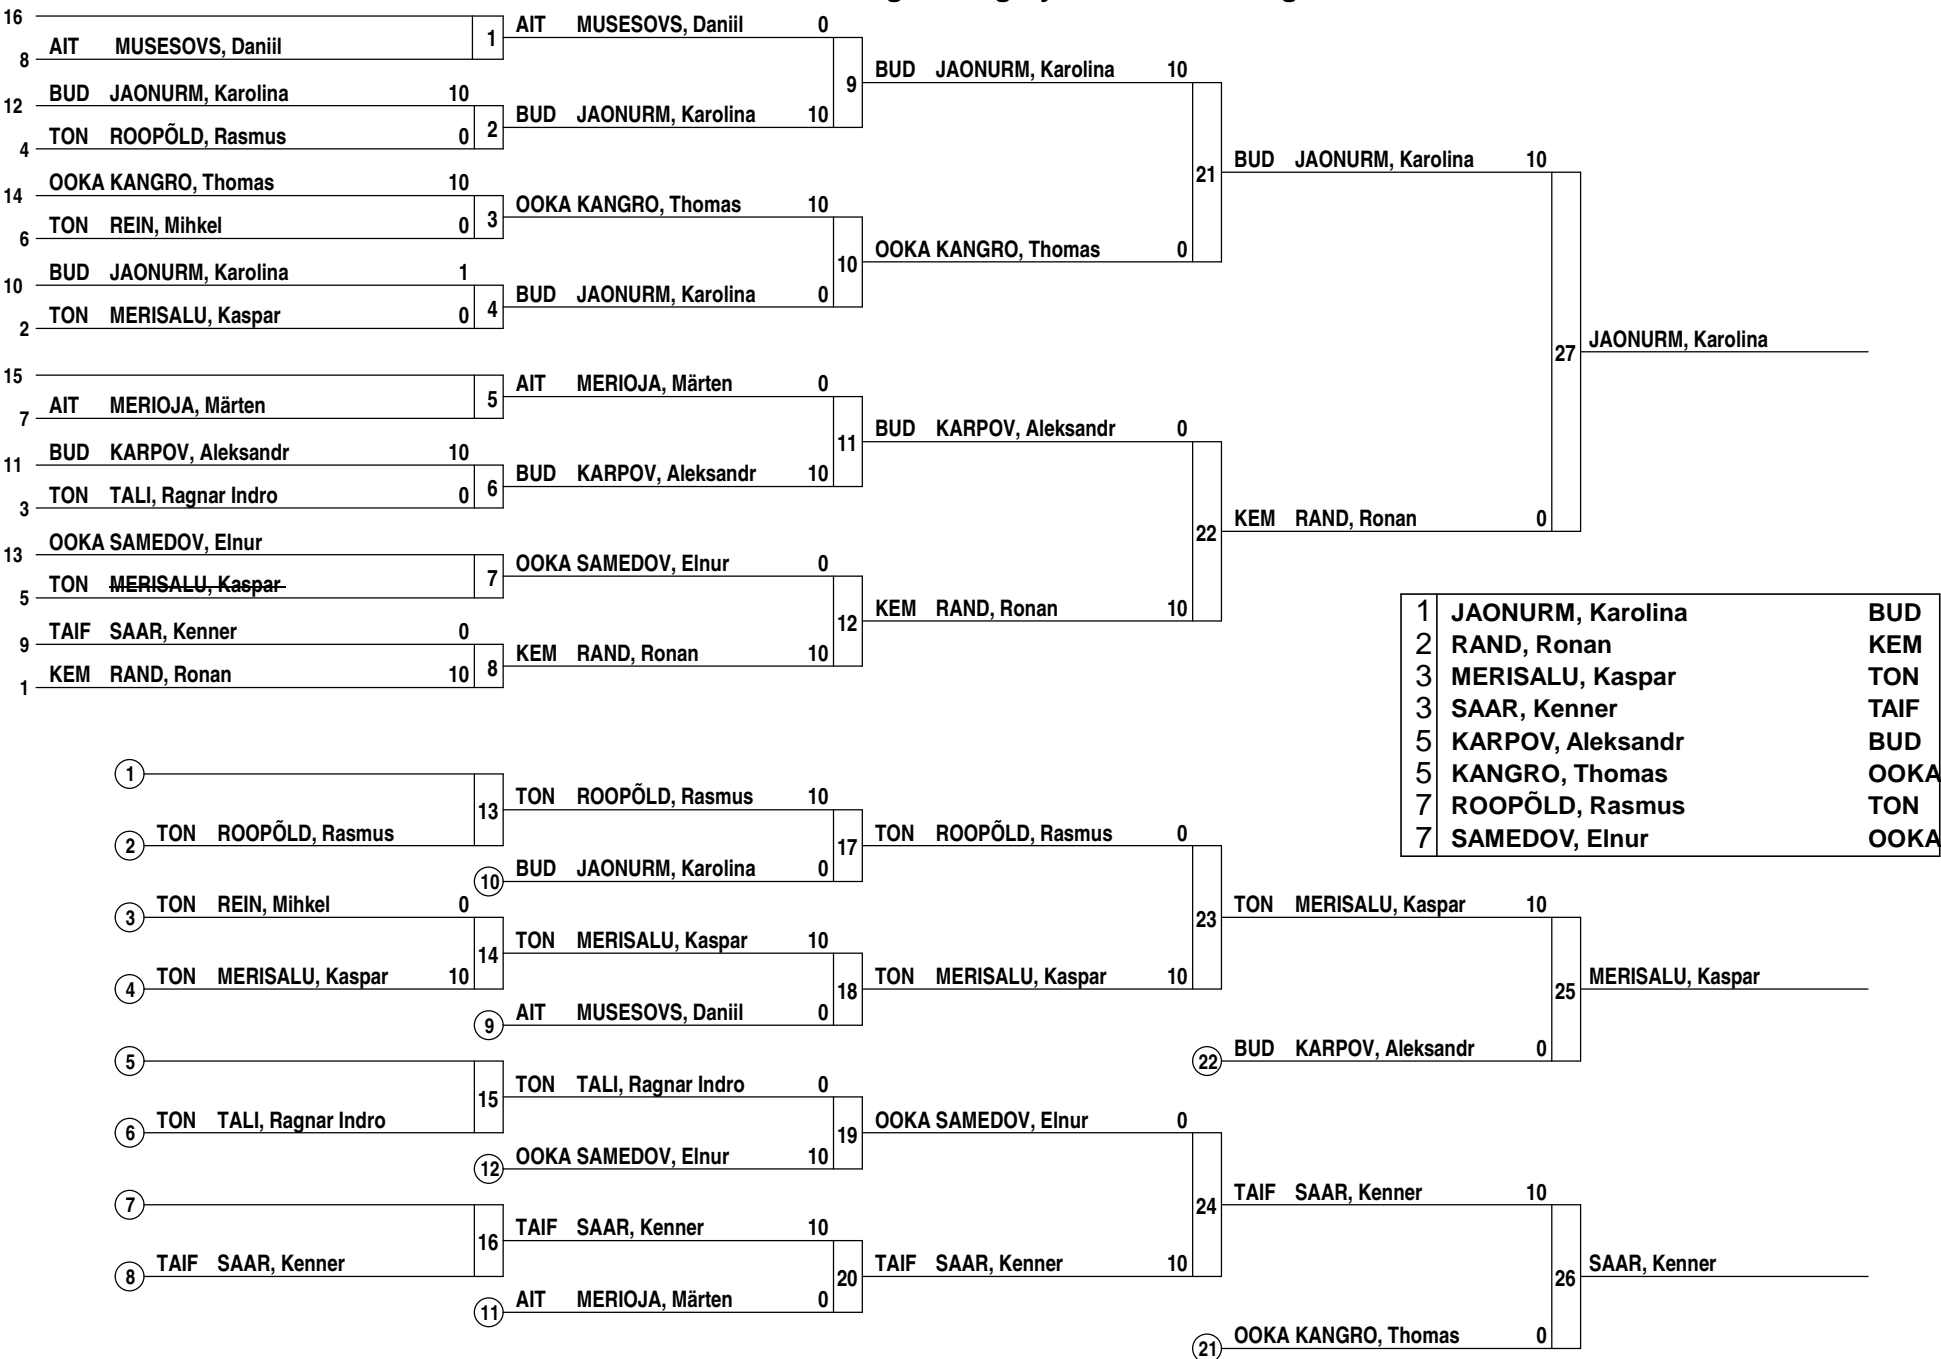 16
AIT MUSESOVS, Daniil
8
1
BUD JAONURM, Karolina 10
12
TON ROOPÕLD, Rasmus 0
4
2
OOKA KANGRO, Thomas 10
14
TON REIN, Mihkel 0
6
3
BUD JAONURM, Karolina 1
10
TON MERISALU, Kaspar 0
2
4
15
AIT MERIOJA, Märten
7
5
BUD KARPOV, Aleksandr 10
11
TON TALI, Ragnar Indro 0
3
6
OOKA SAMEDOV, Elnur
13
TON MERISALU, Kaspar
5
7
TAIF SAAR, Kenner 0
9
KEM RAND, Ronan 10
1
8
AIT MUSESOVS, Daniil 0
BUD JAONURM, Karolina 10
9
OOKA KANGRO, Thomas 10
BUD JAONURM, Karolina 0
10
AIT MERIOJA, Märten 0
BUD KARPOV, Aleksandr 10
11
OOKA SAMEDOV, Elnur 0
KEM RAND, Ronan 10
12
BUD JAONURM, Karolina 10
OOKA KANGRO, Thomas 0
21
BUD KARPOV, Aleksandr 0
KEM RAND, Ronan 10
22
BUD JAONURM, Karolina 10
KEM RAND, Ronan 0
27
JAONURM, Karolina
1 JAONURM, Karolina BUD
2 RAND, Ronan KEM
3 MERISALU, Kaspar TON
3 SAAR, Kenner TAIF
5 KARPOV, Aleksandr BUD
5 KANGRO, Thomas OOKA
7 ROOPÕLD, Rasmus TON
7 SAMEDOV, Elnur OOKA
1
2 TON ROOPÕLD, Rasmus
13
3 TON REIN, Mihkel 0
4 TON MERISALU, Kaspar 10
14
5
6 TON TALI, Ragnar Indro
15
7
8 TAIF SAAR, Kenner
16
TON ROOPÕLD, Rasmus 10
10 BUD JAONURM, Karolina 0
17
TON MERISALU, Kaspar 10
9 AIT MUSESOVS, Daniil 0
18
TON TALI, Ragnar Indro 0
12 OOKA SAMEDOV, Elnur 10
19
TAIF SAAR, Kenner 10
11 AIT MERIOJA, Märten 0
20
TON ROOPÕLD, Rasmus 0
TON MERISALU, Kaspar 10
23
OOKA SAMEDOV, Elnur 0
TAIF SAAR, Kenner 10
24
TON MERISALU, Kaspar 10
22 BUD KARPOV, Aleksandr 0
25
MERISALU, Kaspar
TAIF SAAR, Kenner 10
21 OOKA KANGRO, Thomas 0
26
SAAR, Kenner